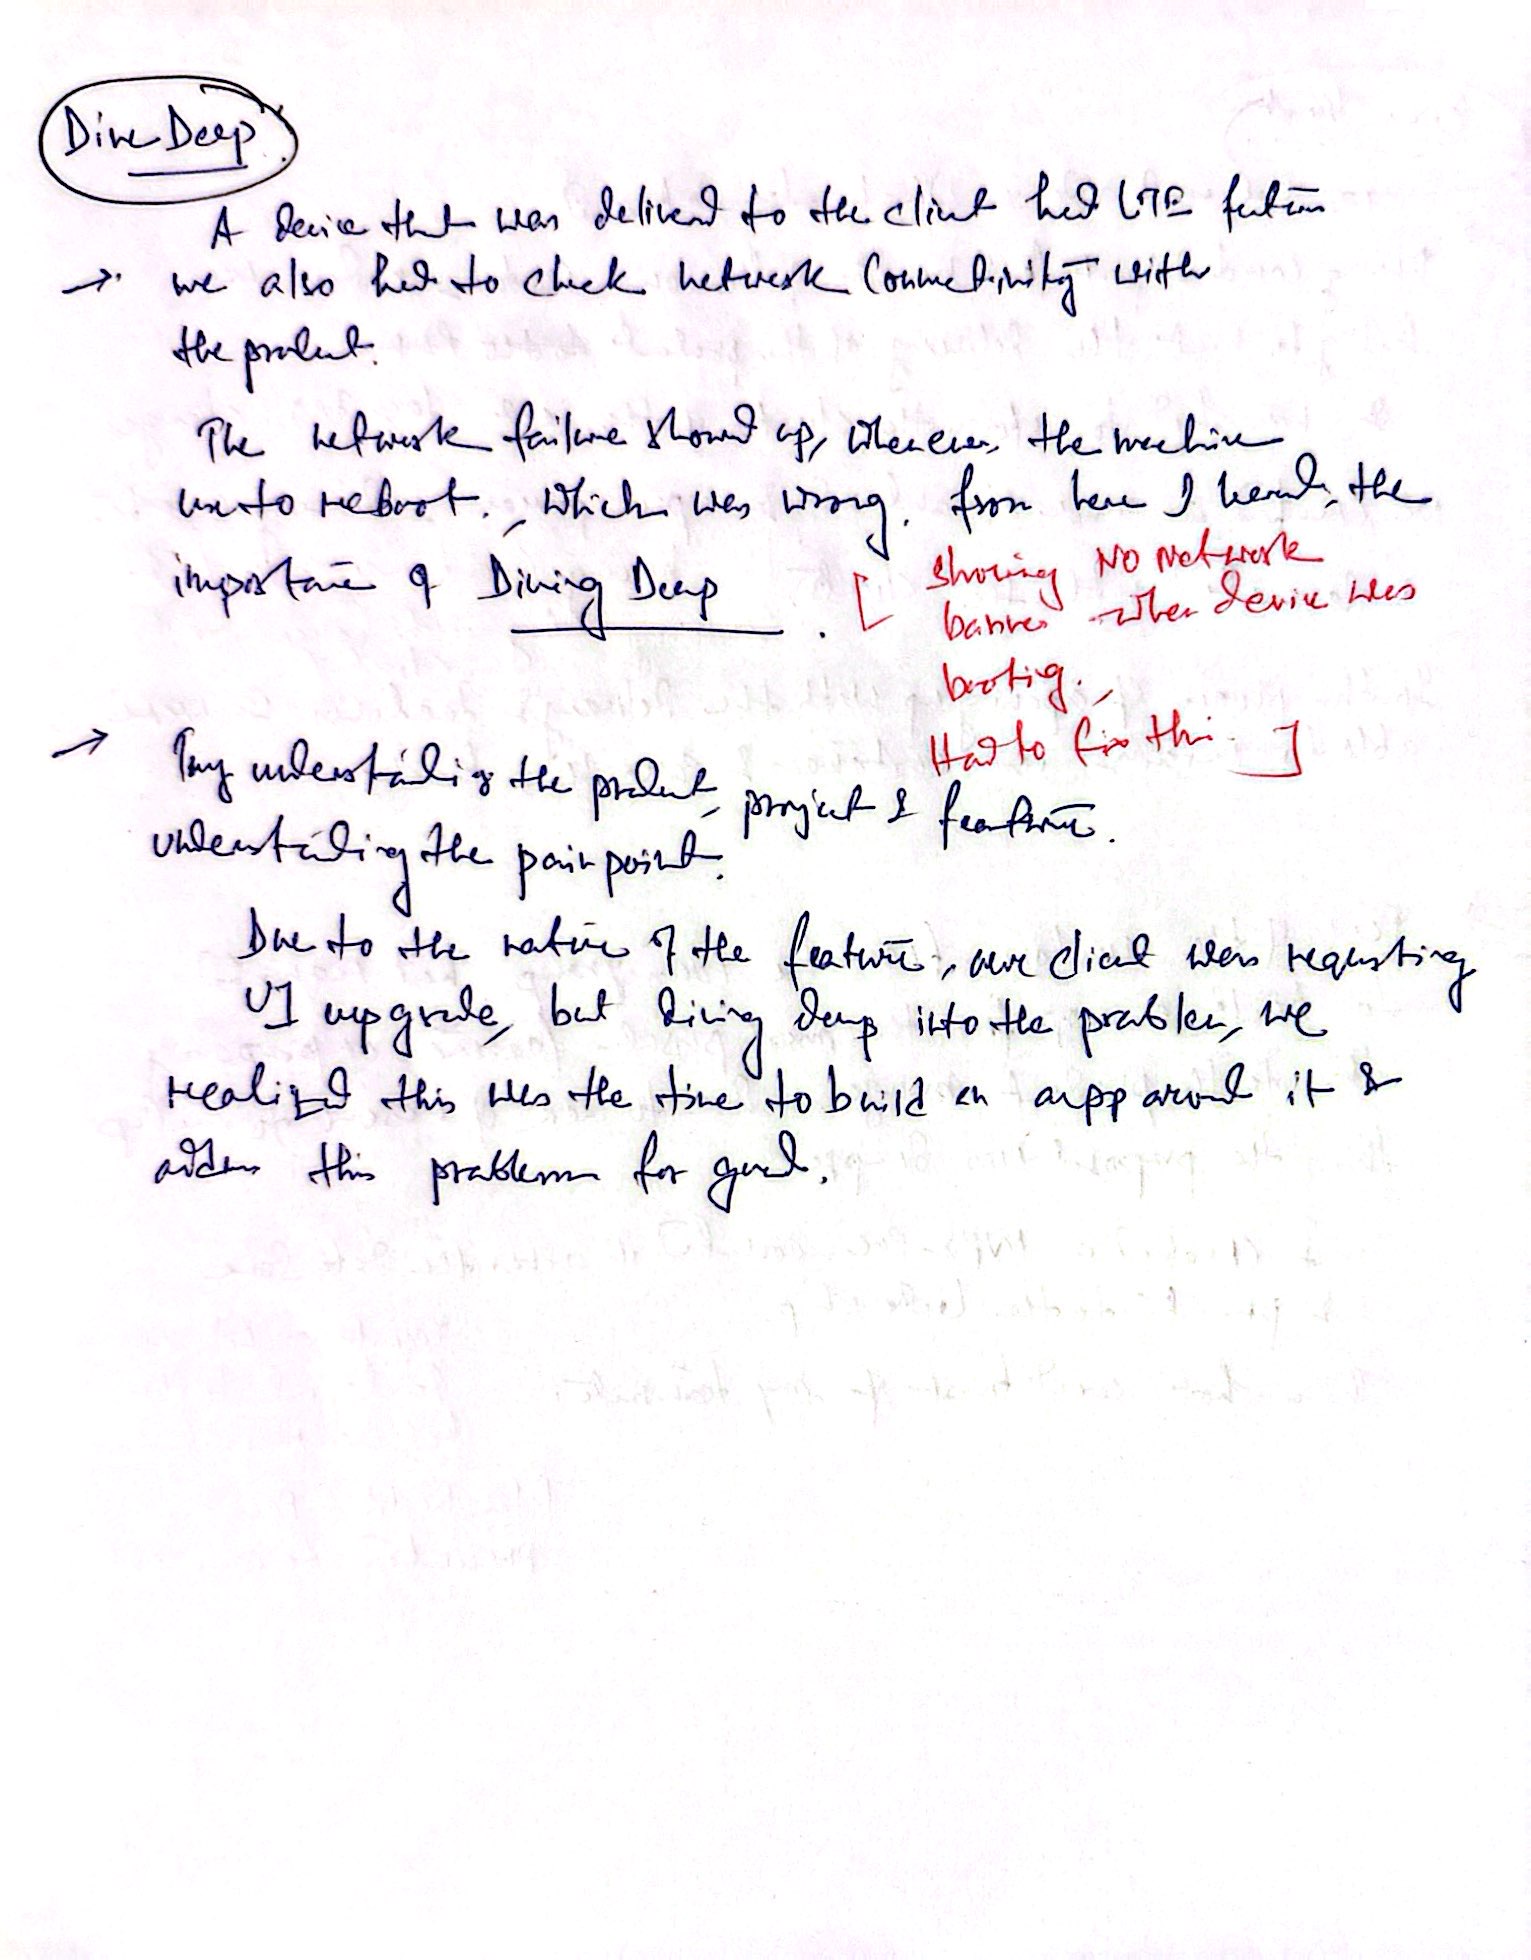 Dive Deep
A device that was delivered to the client had LTE features
→ we also had to check network connectivity with
the product.
The network failure showed up, whenever the machine
use to reboot, which was wrong. from here I learnt the
importance of Diving Deep.
[ showing NO network
banner when device was
booting.
Had to fix this ]
→ Try understanding the product, project & features.
understanding the pain point.
Due to the nature of the feature, our client was requesting
UI upgrade, but diving deep into the problem, we
realized this was the time to build an app around it &
address this problem for good.